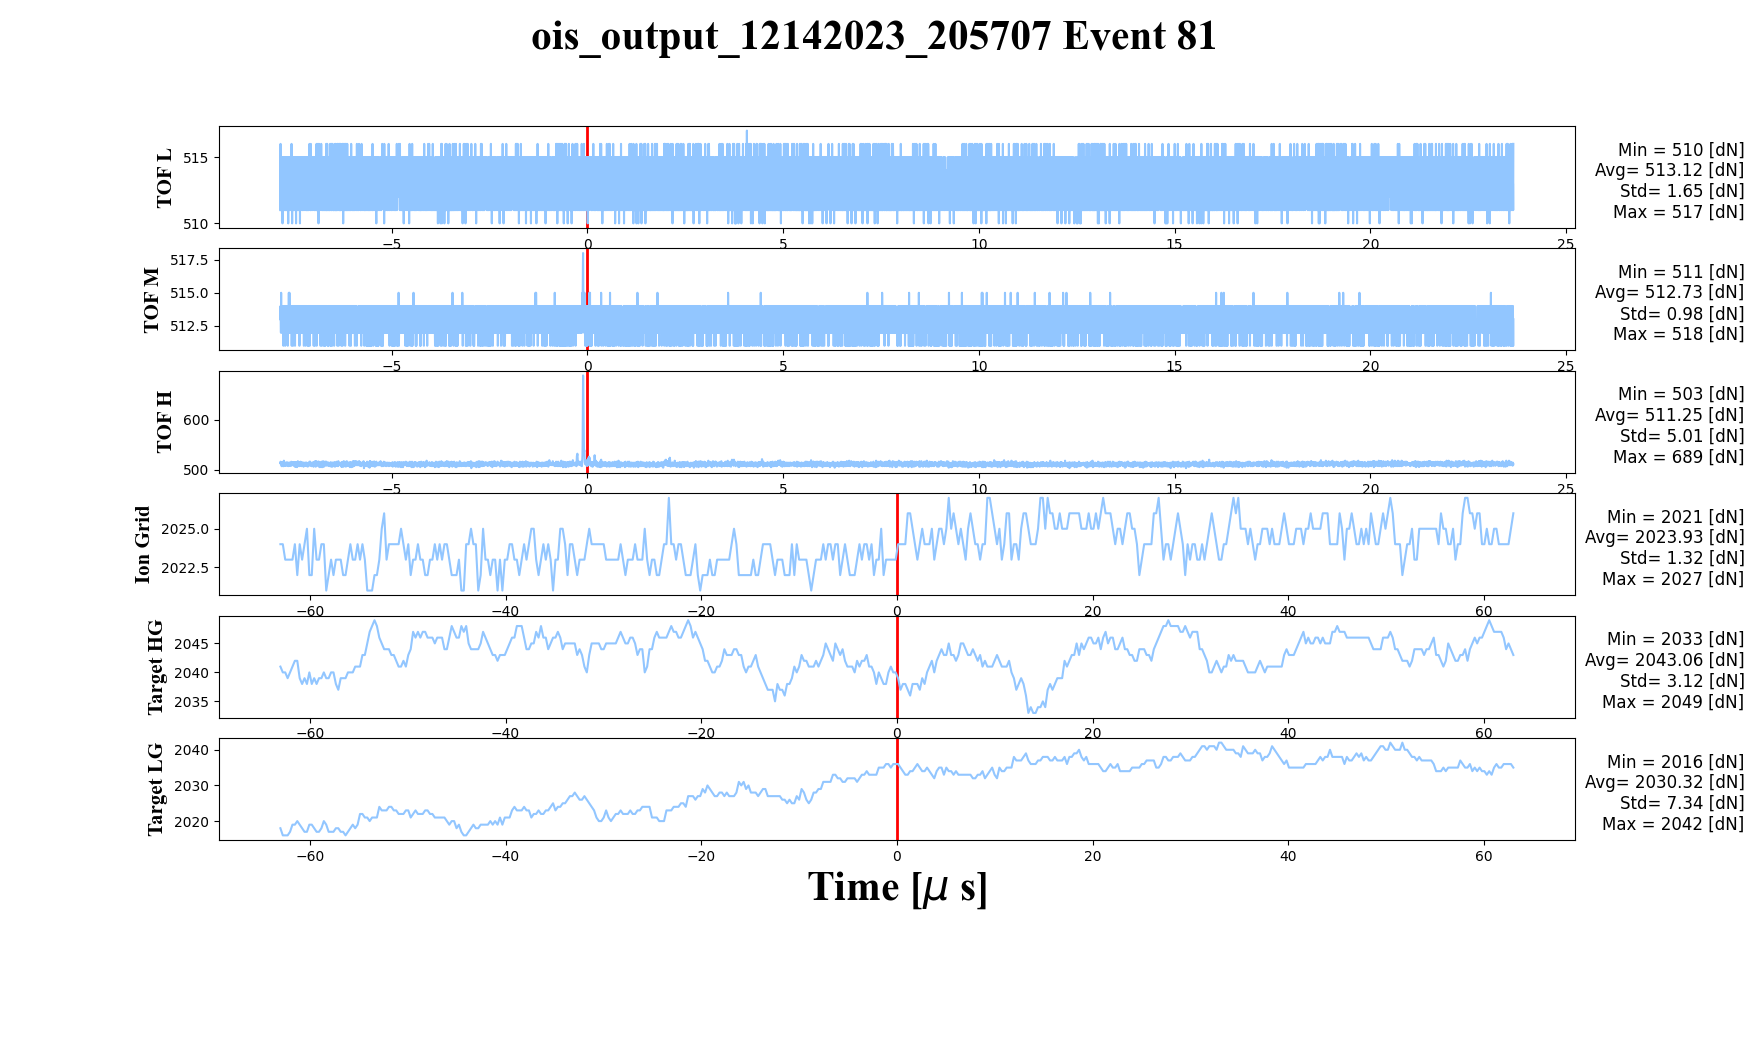 ois_output_12142023_205707 Event 81
TOF L
515
510
−5
0
5
10
15
20
25
Min = 510 [dN]
Avg= 513.12 [dN]
Std= 1.65 [dN]
Max = 517 [dN]
TOF M
517.5
515.0
512.5
−5
0
5
10
15
20
25
Min = 511 [dN]
Avg= 512.73 [dN]
Std= 0.98 [dN]
Max = 518 [dN]
TOF H
600
500
−5
0
5
10
15
20
25
Min = 503 [dN]
Avg= 511.25 [dN]
Std= 5.01 [dN]
Max = 689 [dN]
Ion Grid
2025.0
2022.5
−60
−40
−20
0
20
40
60
Min = 2021 [dN]
Avg= 2023.93 [dN]
Std= 1.32 [dN]
Max = 2027 [dN]
Target HG
2045
2040
2035
−60
−40
−20
0
20
40
60
Min = 2033 [dN]
Avg= 2043.06 [dN]
Std= 3.12 [dN]
Max = 2049 [dN]
Target LG
2040
2030
2020
−60
−40
−20
0
20
40
60
Min = 2016 [dN]
Avg= 2030.32 [dN]
Std= 7.34 [dN]
Max = 2042 [dN]
Time [μ s]